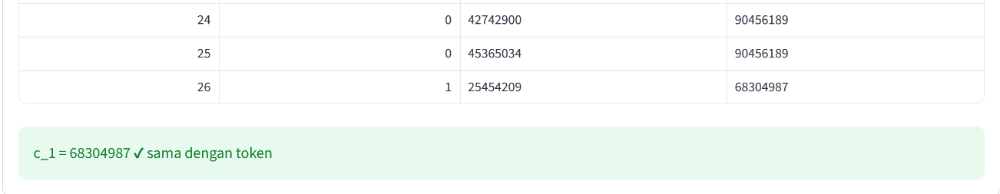 24 0 42742900 90456189
25 0 45365034 90456189
26 1 25454209 68304987
c_1 = 68304987 ✔ sama dengan token